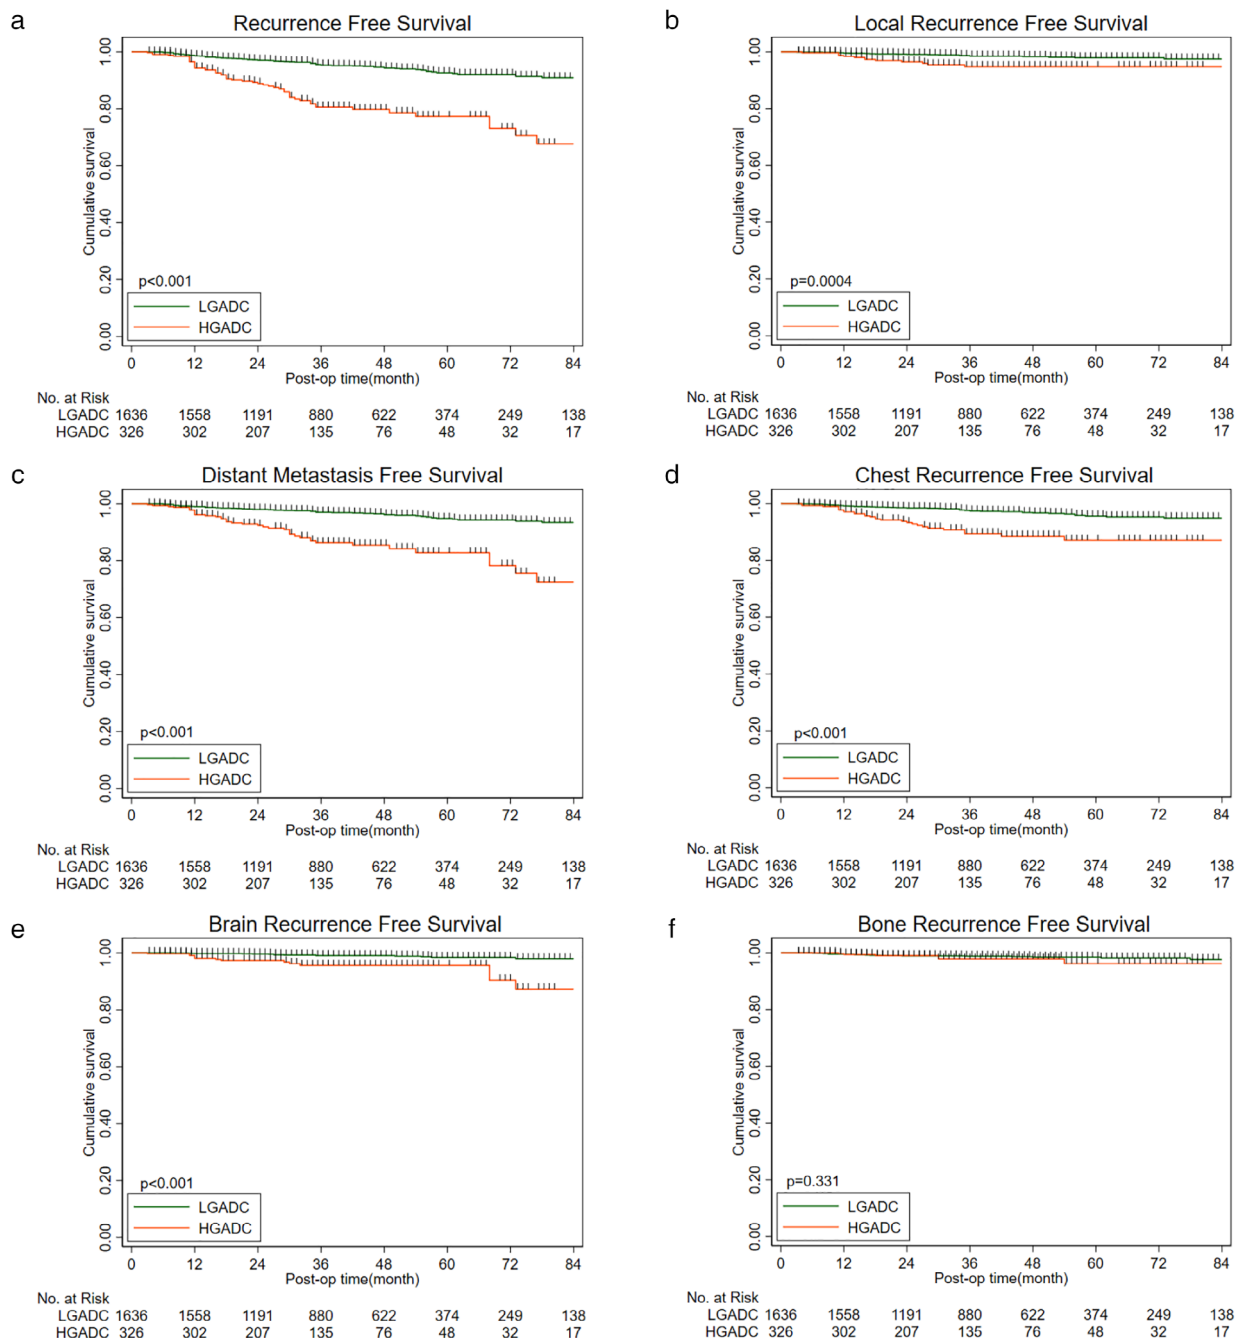 a
Recurrence Free Survival
Cumulative survival
0.00 0.20 0.40 0.60 0.80 1.00
p<0.001
LGADC
HGADC
0 12 24 36 48 60 72 84
Post-op time(month)
No. at Risk
LGADC 1636 1558 1191 880 622 374 249 138
HGADC 326 302 207 135 76 48 32 17
b
Local Recurrence Free Survival
Cumulative survival
0.00 0.20 0.40 0.60 0.80 1.00
p=0.0004
LGADC
HGADC
0 12 24 36 48 60 72 84
Post-op time(month)
No. at Risk
LGADC 1636 1558 1191 880 622 374 249 138
HGADC 326 302 207 135 76 48 32 17
c
Distant Metastasis Free Survival
Cumulative survival
0.00 0.20 0.40 0.60 0.80 1.00
p<0.001
LGADC
HGADC
0 12 24 36 48 60 72 84
Post-op time(month)
No. at Risk
LGADC 1636 1558 1191 880 622 374 249 138
HGADC 326 302 207 135 76 48 32 17
d
Chest Recurrence Free Survival
Cumulative survival
0.00 0.20 0.40 0.60 0.80 1.00
p<0.001
LGADC
HGADC
0 12 24 36 48 60 72 84
Post-op time(month)
No. at Risk
LGADC 1636 1558 1191 880 622 374 249 138
HGADC 326 302 207 135 76 48 32 17
e
Brain Recurrence Free Survival
Cumulative survival
0.00 0.20 0.40 0.60 0.80 1.00
p<0.001
LGADC
HGADC
0 12 24 36 48 60 72 84
Post-op time(month)
No. at Risk
LGADC 1636 1558 1191 880 622 374 249 138
HGADC 326 302 207 135 76 48 32 17
f
Bone Recurrence Free Survival
Cumulative survival
0.00 0.20 0.40 0.60 0.80 1.00
p=0.331
LGADC
HGADC
0 12 24 36 48 60 72 84
Post-op time(month)
No. at Risk
LGADC 1636 1558 1191 880 622 374 249 138
HGADC 326 302 207 135 76 48 32 17